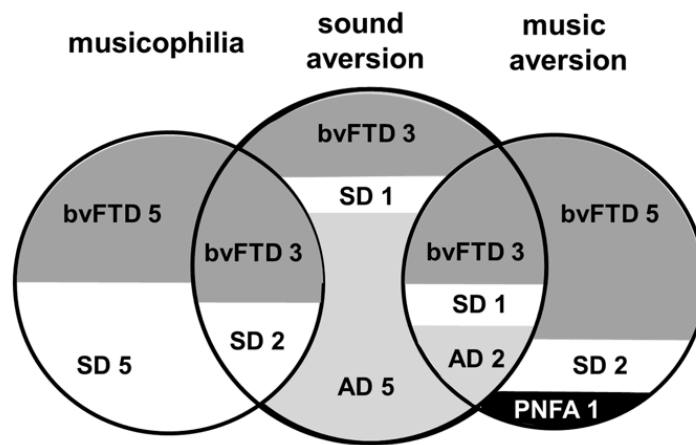 musicophilia
sound
aversion
music
aversion
bvFTD 3
SD 1
AD 5
bvFTD 5
SD 5
bvFTD 3
SD 2
bvFTD 3
SD 1
AD 2
bvFTD 5
SD 2
PNFA 1